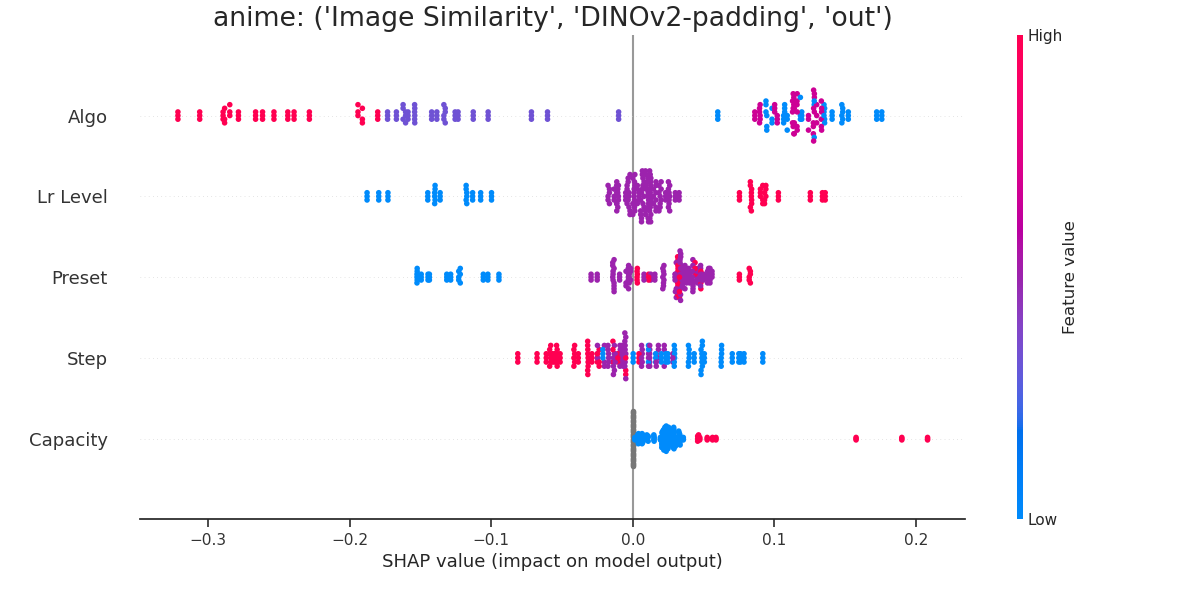 anime: ('Image Similarity', 'DINOv2-padding', 'out')
High
Algo
Lr Level
Preset
Step
Capacity
Feature value
Low
−0.3
−0.2
−0.1
0.0
0.1
0.2
SHAP value (impact on model output)